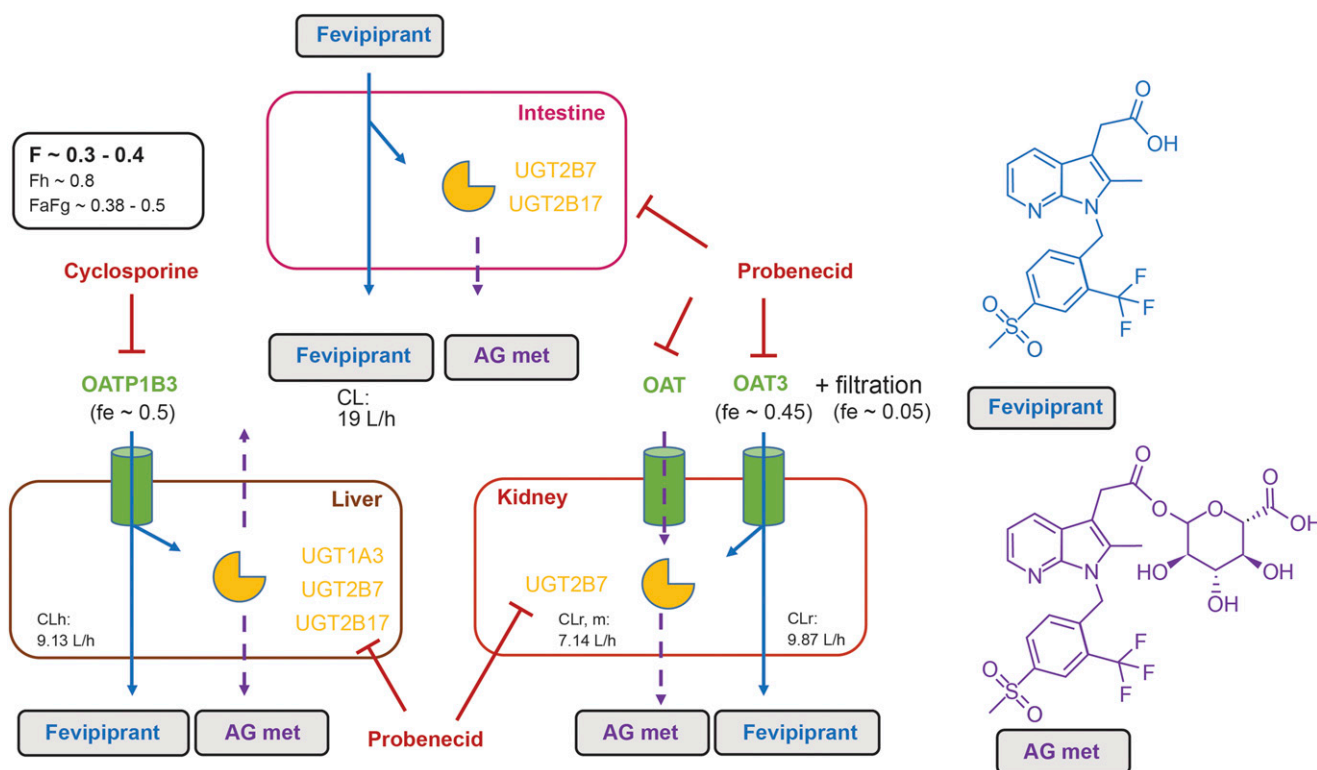 Fevipiprant
Intestine
F ~ 0.3 - 0.4
Fh ~ 0.8
FaFg ~ 0.38 - 0.5
UGT2B7
UGT2B17
Cyclosporine
Probenecid
Fevipiprant
AG met
CL:
19 L/h
OATP1B3
(fe ~ 0.5)
OAT
OAT3
(fe ~ 0.45)
+ filtration
(fe ~ 0.05)
Liver
UGT1A3
UGT2B7
UGT2B17
CLh:
9.13 L/h
Kidney
UGT2B7
CLr, m:
7.14 L/h
CLr:
9.87 L/h
Fevipiprant
AG met
Probenecid
AG met
Fevipiprant
O
OH
N
N
O
S
O
F
F
F
Fevipiprant
O
O
O
O
OH
N
N
HO
OH
OH
O
S
O
F
F
F
AG met